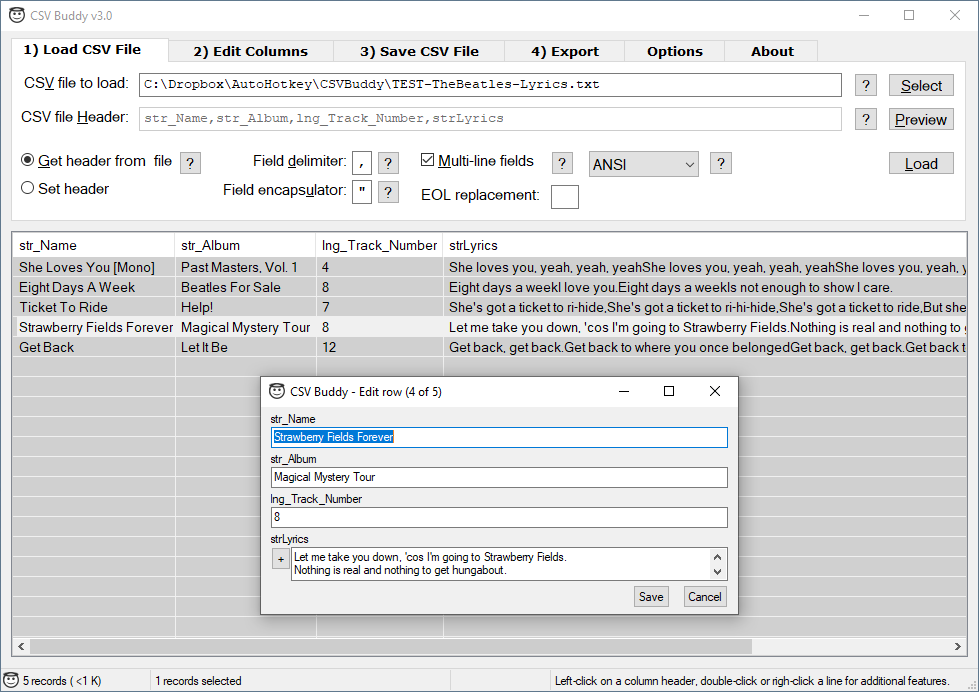 CSV Buddy v3.0
1) Load CSV File 2) Edit Columns 3) Save CSV File 4) Export Options About
CSV file to load: C:\Dropbox\AutoHotkey\CSVBuddy\TEST-TheBeatles-Lyrics.txt ? Select
CSV file Header: str_Name,str_Album,lng_Track_Number,strLyrics ? Preview
Get header from file ? Field delimiter: , ? Multi-line fields ? ANSI ? Load
Set header Field encapsulator: " ? EOL replacement:
str_Name str_Album lng_Track_Number strLyrics
She Loves You [Mono] Past Masters, Vol. 1 4 She loves you, yeah, yeah, yeahShe loves you, yeah, yeah, yeahShe loves you, yeah, y
Eight Days A Week Beatles For Sale 8 Eight days a weekI love you.Eight days a weekIs not enough to show I care.
Ticket To Ride Help! 7 She's got a ticket to ri-hide,She's got a ticket to ri-hi-hide,She's got a ticket to ride,But she
Strawberry Fields Forever Magical Mystery Tour 8 Let me take you down, 'cos I'm going to Strawberry Fields.Nothing is real and nothing to g
Get Back Let It Be 12 Get back, get back.Get back to where you once belongedGet back, get back.Get back t
CSV Buddy - Edit row (4 of 5)
str_Name
Strawberry Fields Forever
str_Album
Magical Mystery Tour
lng_Track_Number
8
strLyrics
+ Let me take you down, 'cos I'm going to Strawberry Fields.
Nothing is real and nothing to get hungabout.
Save Cancel
5 records ( <1 K) 1 records selected Left-click on a column header, double-click or righ-click a line for additional features.